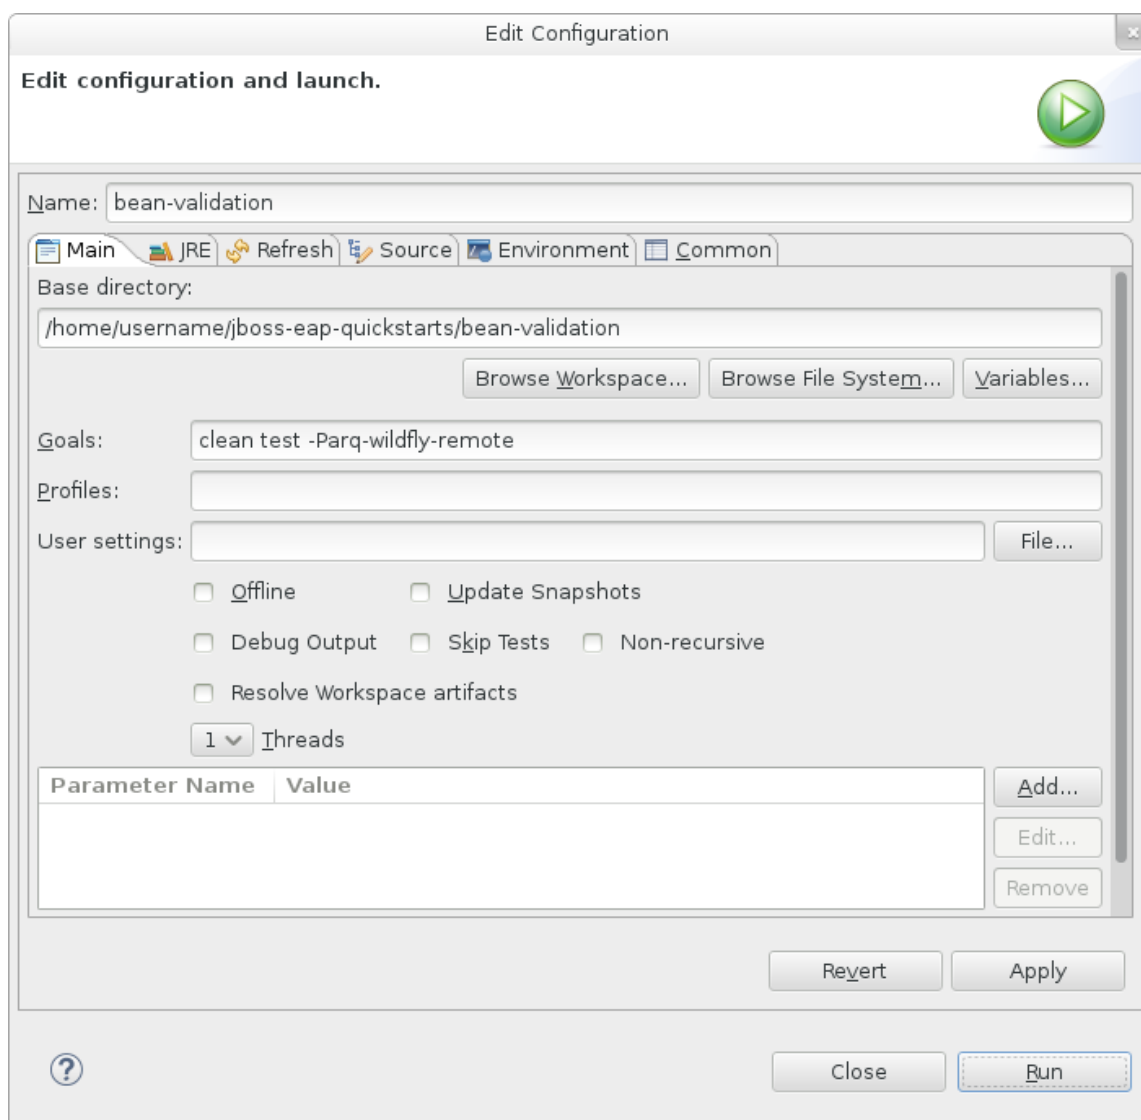 Edit Configuration
Edit configuration and launch.
Name: bean-validation
Main JRE Refresh Source Environment Common
Base directory:
/home/username/jboss-eap-quickstarts/bean-validation
Browse Workspace... Browse File System... Variables...
Goals: clean test -Parq-wildfly-remote
Profiles:
User settings: File...
Offline Update Snapshots
Debug Output Skip Tests Non-recursive
Resolve Workspace artifacts
1 Threads
Parameter Name Value Add...
Edit...
Remove
Revert Apply
? Close Run